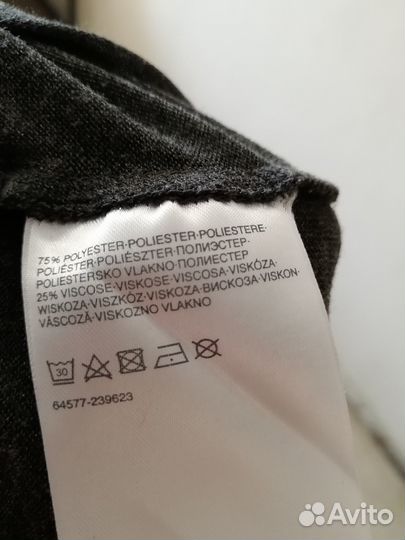 75% POLYESTER·POLIESTER·POLIESTERE·
POLIÉSTER·POLIÉSZTER·ПОЛИЭСТЕР·
POLIESTERSKO VLAKNO·ПОЛИЕСТЕР
25% VISCOSE·VISKOSE·VISCOSA·VISKÓZA·
WISKOZA·VISZKÓZ·VISKOZA·ВИСКОЗА·VISKON·
VÂSCOZĂ·VISKOZNO VLAKNO
30
64577-239623
Avito